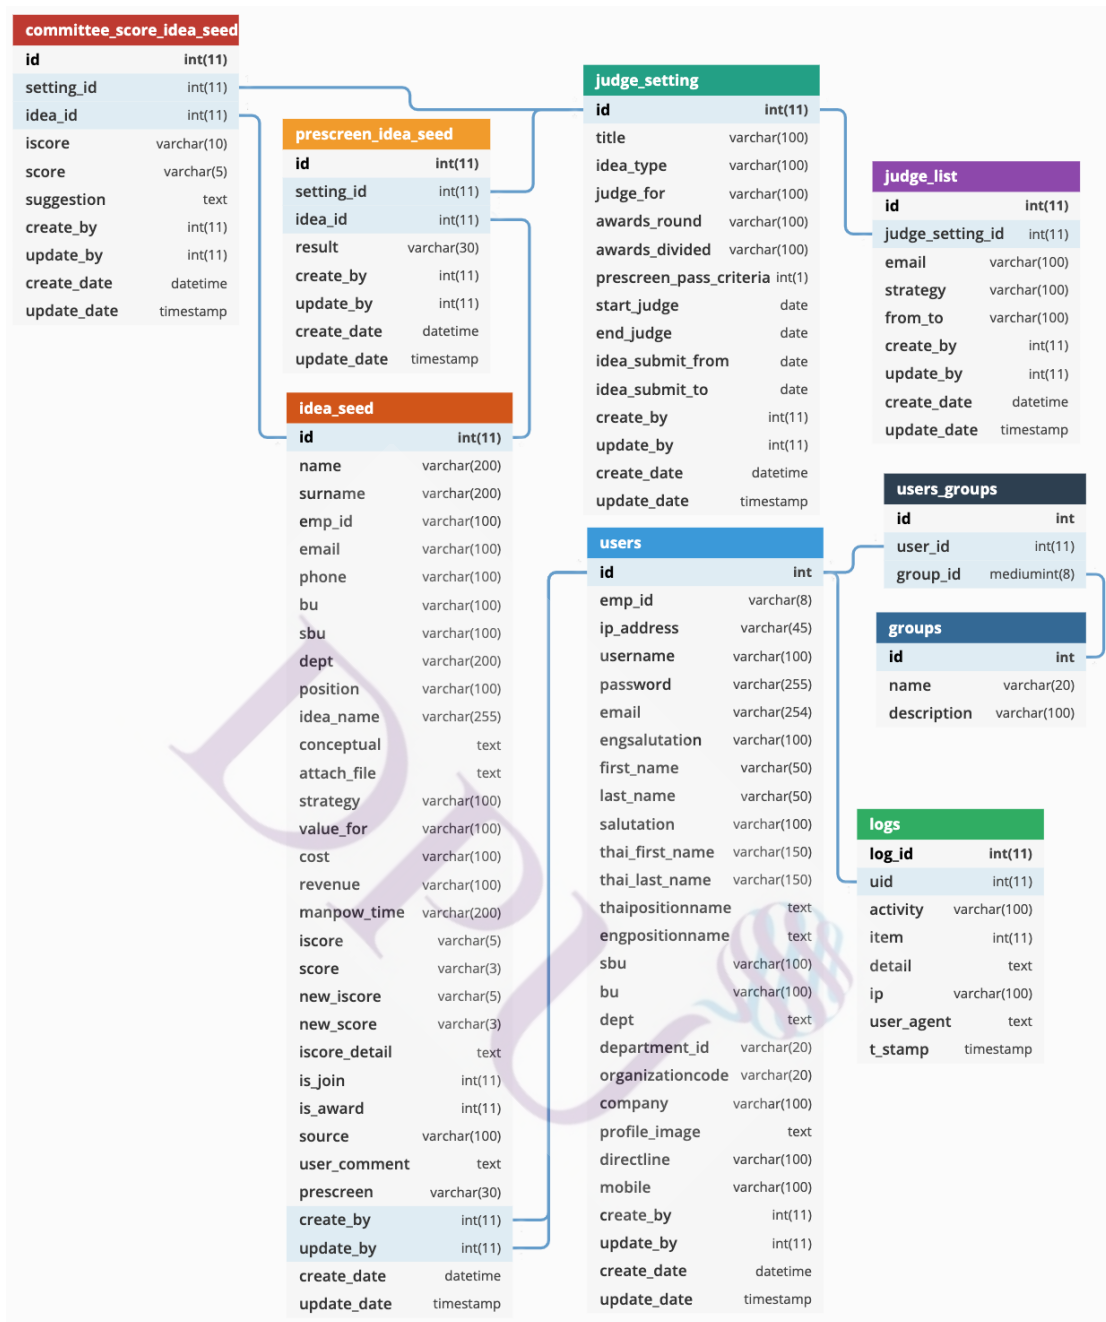 committee_score_idea_seed
id int(11)
setting_id int(11)
idea_id int(11)
iscore varchar(10)
score varchar(5)
suggestion text
create_by int(11)
update_by int(11)
create_date datetime
update_date timestamp
prescreen_idea_seed
id int(11)
setting_id int(11)
idea_id int(11)
result varchar(30)
create_by int(11)
update_by int(11)
create_date datetime
update_date timestamp
idea_seed
id int(11)
name varchar(200)
surname varchar(200)
emp_id varchar(100)
email varchar(100)
phone varchar(100)
bu varchar(100)
sbu varchar(100)
dept varchar(200)
position varchar(100)
idea_name varchar(255)
conceptual text
attach_file text
strategy varchar(100)
value_for varchar(100)
cost varchar(100)
revenue varchar(100)
manpow_time varchar(200)
iscore varchar(5)
score varchar(3)
new_iscore varchar(5)
new_score varchar(3)
iscore_detail text
is_join int(11)
is_award int(11)
source varchar(100)
user_comment text
prescreen varchar(30)
create_by int(11)
update_by int(11)
create_date datetime
update_date timestamp
judge_setting
id int(11)
title varchar(100)
idea_type varchar(100)
judge_for varchar(100)
awards_round varchar(100)
awards_divided varchar(100)
prescreen_pass_criteria int(1)
start_judge date
end_judge date
idea_submit_from date
idea_submit_to date
create_by int(11)
update_by int(11)
create_date datetime
update_date timestamp
users
id int
emp_id varchar(8)
ip_address varchar(45)
username varchar(100)
password varchar(255)
email varchar(254)
engsalutation varchar(100)
first_name varchar(50)
last_name varchar(50)
salutation varchar(100)
thai_first_name varchar(150)
thai_last_name varchar(150)
thaipositionname text
engpositionname text
sbu varchar(100)
bu varchar(100)
dept text
department_id varchar(20)
organizationcode varchar(20)
company varchar(100)
profile_image text
directline varchar(100)
mobile varchar(100)
create_by int(11)
update_by int(11)
create_date datetime
update_date timestamp
judge_list
id int(11)
judge_setting_id int(11)
email varchar(100)
strategy varchar(100)
from_to varchar(100)
create_by int(11)
update_by int(11)
create_date datetime
update_date timestamp
users_groups
id int
user_id int(11)
group_id mediumint(8)
groups
id int
name varchar(20)
description varchar(100)
logs
log_id int(11)
uid int(11)
activity varchar(100)
item int(11)
detail text
ip varchar(100)
user_agent text
t_stamp timestamp
DPU